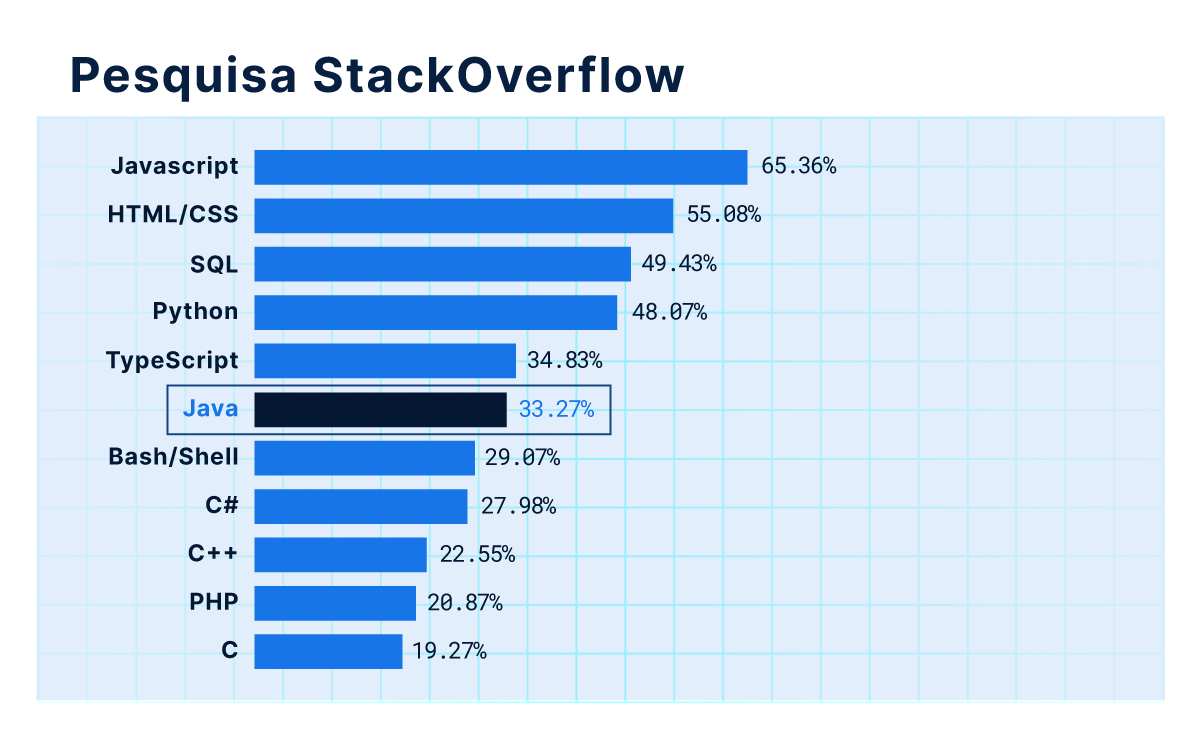 Pesquisa StackOverflow
Javascript 65.36%
HTML/CSS 55.08%
SQL 49.43%
Python 48.07%
TypeScript 34.83%
Java 33.27%
Bash/Shell 29.07%
C# 27.98%
C++ 22.55%
PHP 20.87%
C 19.27%